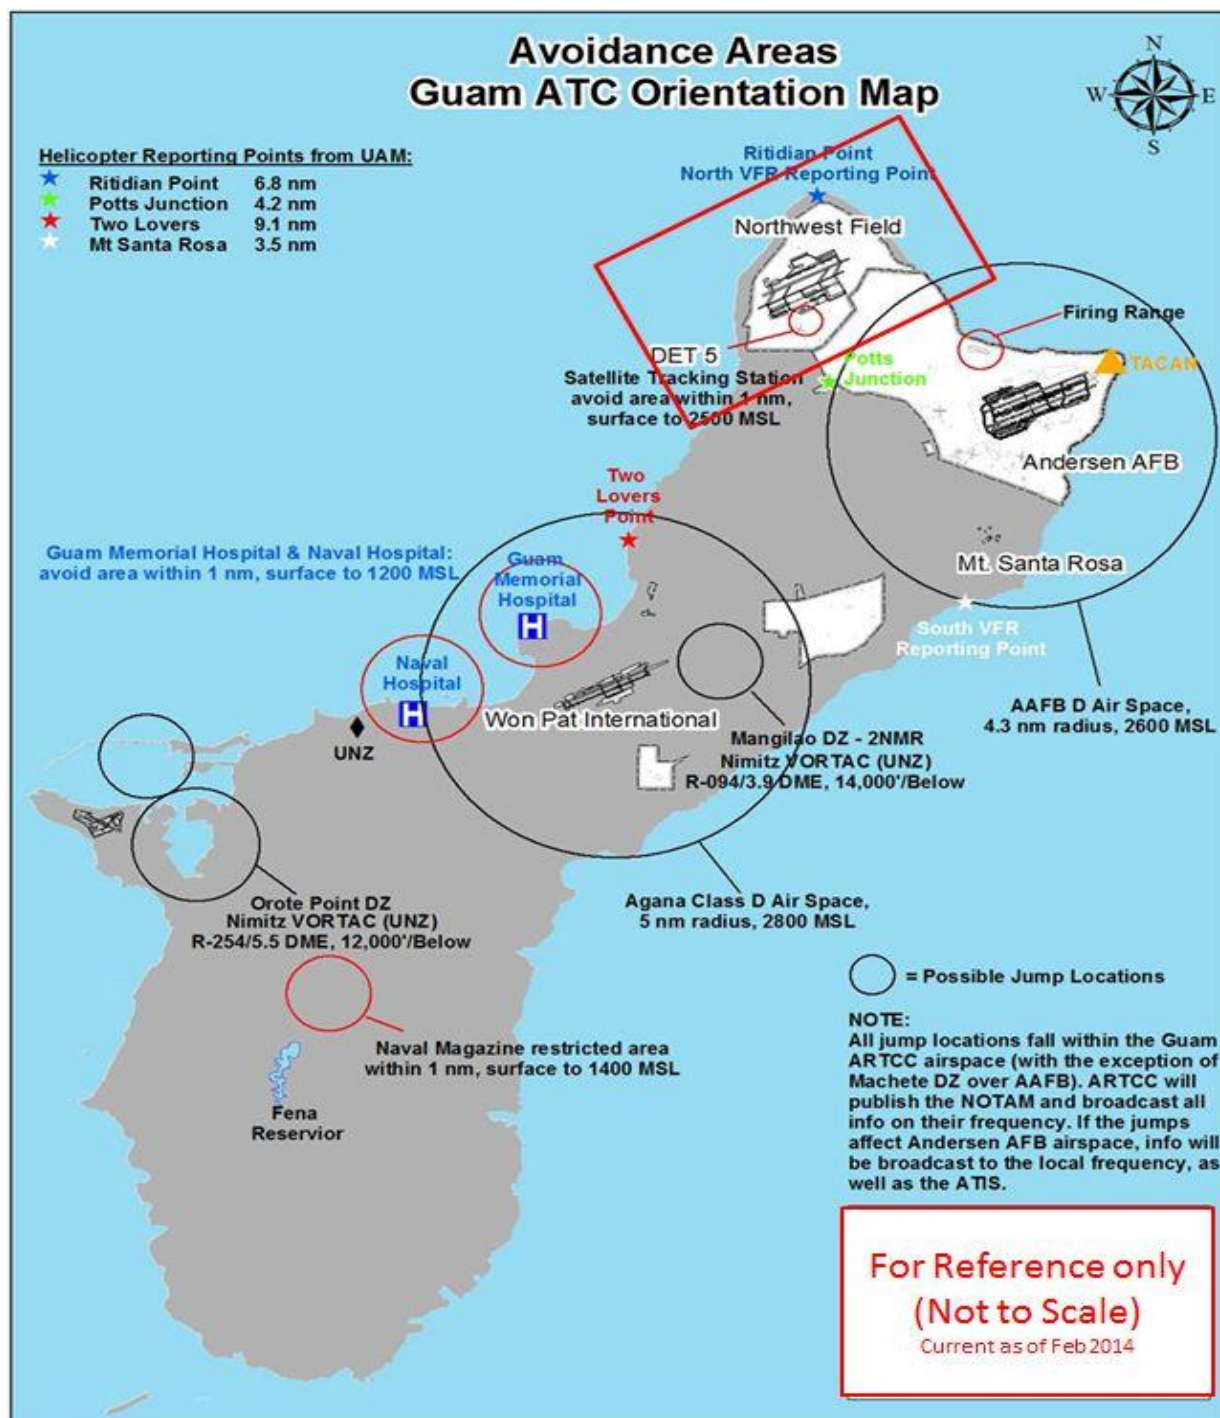 Avoidance Areas
Guam ATC Orientation Map
N
W
E
S
Helicopter Reporting Points from UAM:
Ritidian Point 6.8 nm
Potts Junction 4.2 nm
Two Lovers 9.1 nm
Mt Santa Rosa 3.5 nm
Ritidian Point
North VFR Reporting Point
Northwest Field
Firing Range
DET 5
Satellite Tracking Station
avoid area within 1 nm,
surface to 2500 MSL
Potts
Junction
TACAN
Andersen AFB
Two
Lovers
Point
Guam Memorial Hospital & Naval Hospital:
avoid area within 1 nm, surface to 1200 MSL
Guam
Memorial
Hospital
H
Mt. Santa Rosa
South VFR
Reporting Point
Naval
Hospital
H
Won Pat International
UNZ
AAFB D Air Space,
4.3 nm radius, 2600 MSL
Mangilao DZ - 2NMR
Nimitz VORTAC (UNZ)
R-094/3.9 DME, 14,000'/Below
Orote Point DZ
Nimitz VORTAC (UNZ)
R-254/5.5 DME, 12,000'/Below
Agana Class D Air Space,
5 nm radius, 2800 MSL
= Possible Jump Locations
Naval Magazine restricted area
within 1 nm, surface to 1400 MSL
Fena
Reservior
NOTE:
All jump locations fall within the Guam
ARTCC airspace (with the exception of
Machete DZ over AAFB). ARTCC will
publish the NOTAM and broadcast all
info on their frequency. If the jumps
affect Andersen AFB airspace, info will
be broadcast to the local frequency, as
well as the ATIS.
For Reference only
(Not to Scale)
Current as of Feb 2014